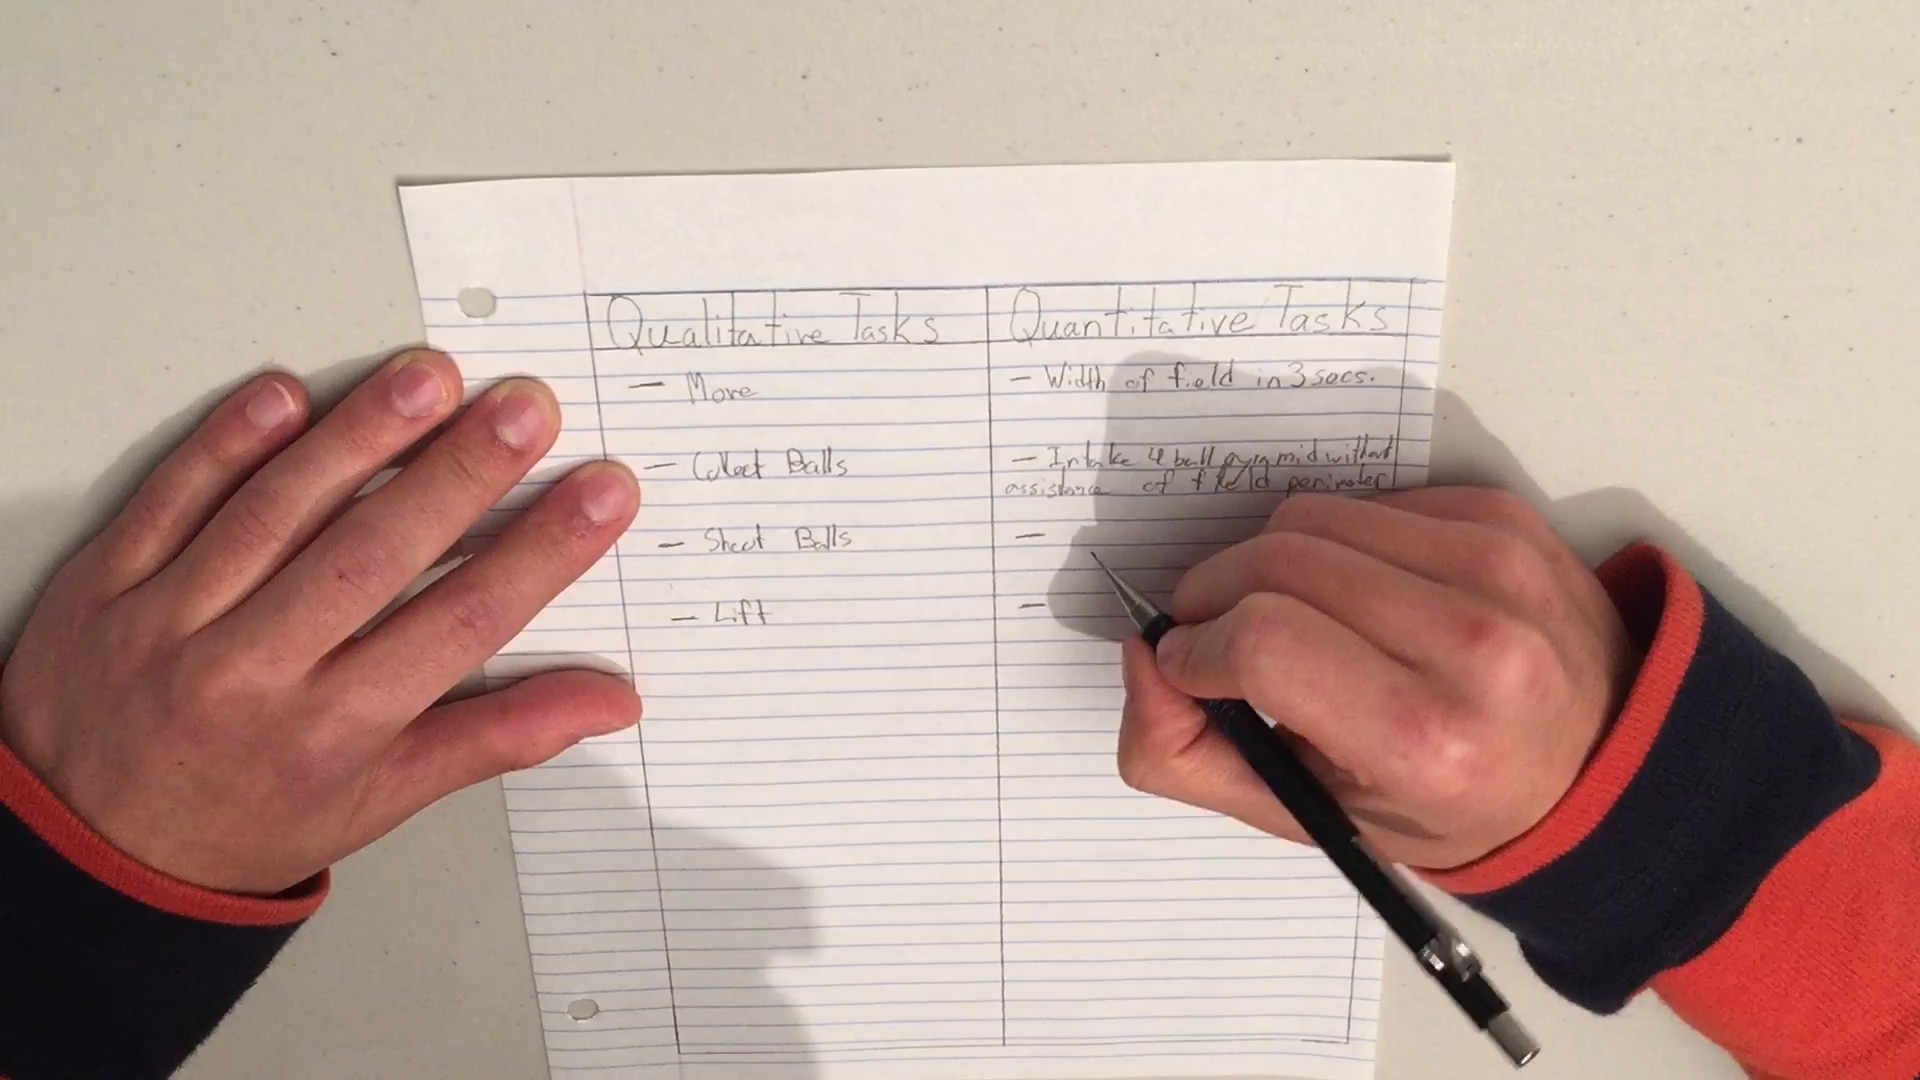 Qualitative Tasks
Quantitative Tasks
— Move
— Width of field in 3 secs.
— Collect Balls
— Intake 4 ball pyramid without
assistance of field perimeter
— Shoot Balls
—
— Lift
—